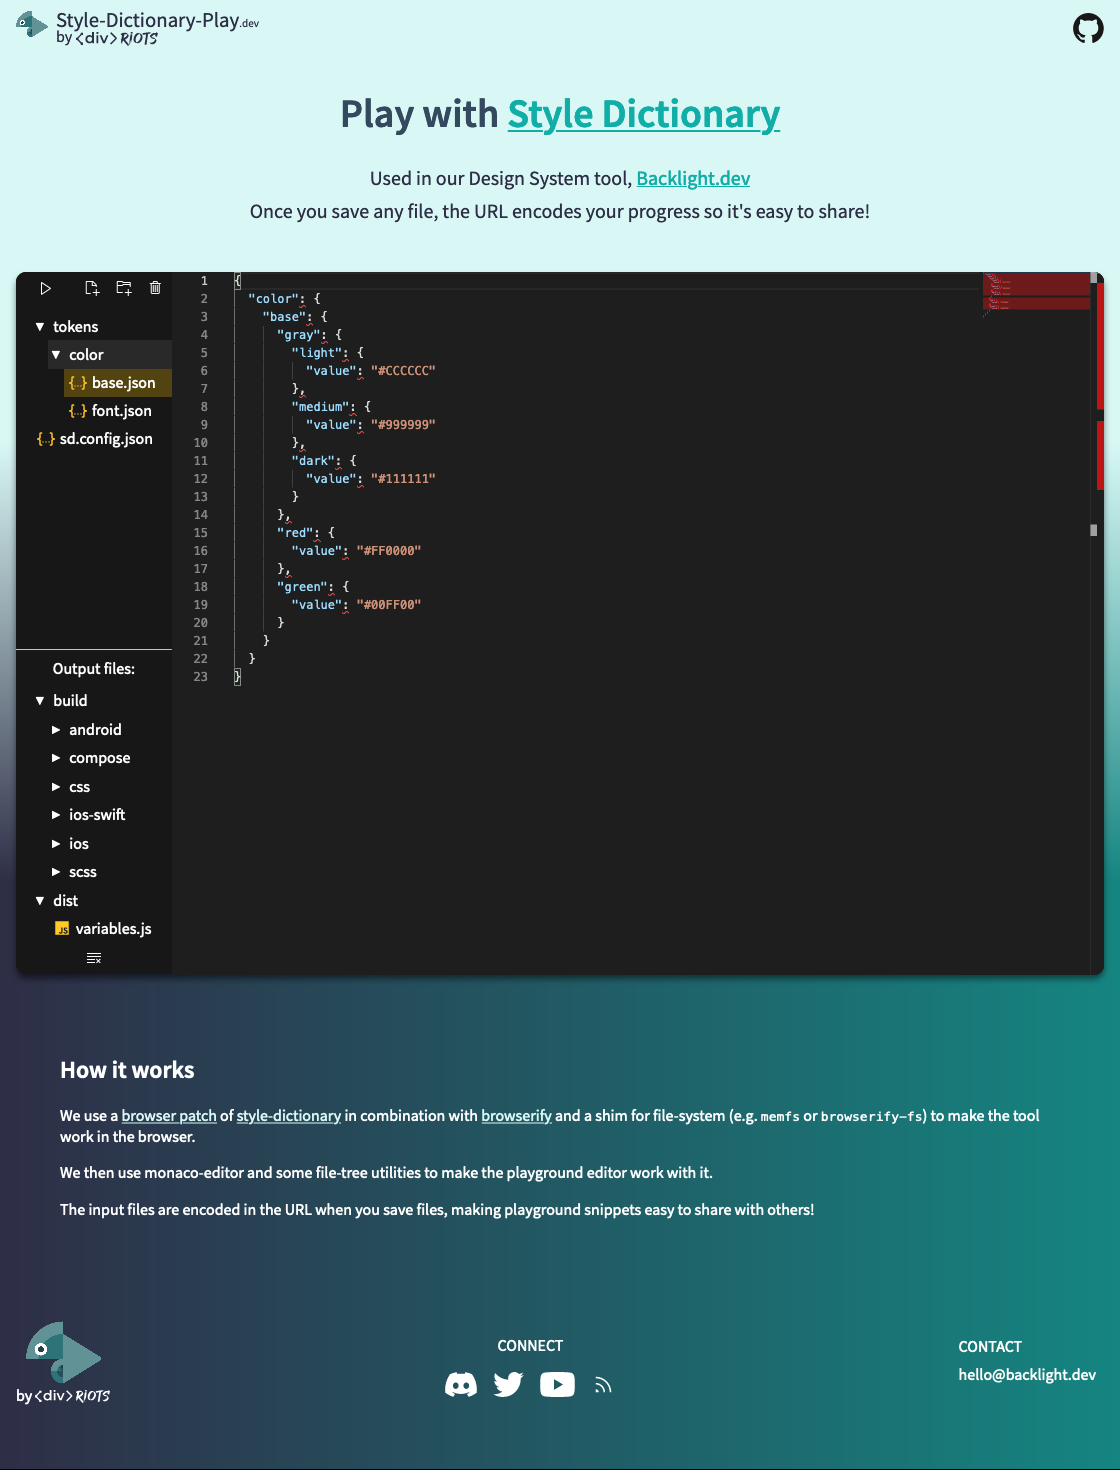 Style-Dictionary-Play.dev
by <div> RIOTS
Play with Style Dictionary
Used in our Design System tool, Backlight.dev
Once you save any file, the URL encodes your progress so it's easy to share!
tokens
color
{..} base.json
{..} font.json
{..} sd.config.json
Output files:
build
android
compose
css
ios-swift
ios
scss
dist
JS variables.js
1 {
2 "color": {
3 "base": {
4 "gray": {
5 "light": {
6 "value": "#CCCCCC"
7 },
8 "medium": {
9 "value": "#999999"
10 },
11 "dark": {
12 "value": "#111111"
13 }
14 },
15 "red": {
16 "value": "#FF0000"
17 },
18 "green": {
19 "value": "#00FF00"
20 }
21 }
22 }
23 }
How it works
We use a browser patch of style-dictionary in combination with browserify and a shim for file-system (e.g. memfs or browserify-fs) to make the tool
work in the browser.
We then use monaco-editor and some file-tree utilities to make the playground editor work with it.
The input files are encoded in the URL when you save files, making playground snippets easy to share with others!
by <div> RIOTS
CONNECT
CONTACT
hello@backlight.dev